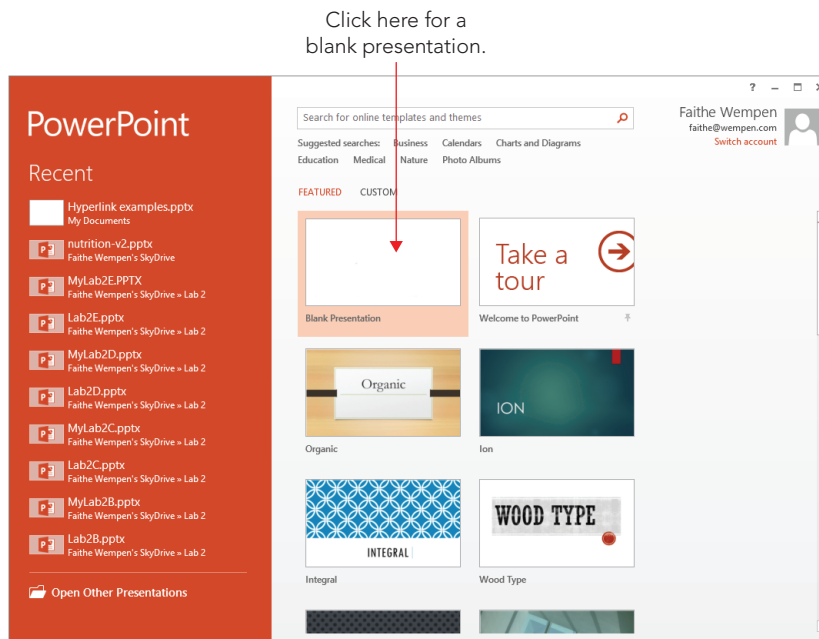 Click here for a
blank presentation.
PowerPoint
Recent
Hyperlink examples.pptx
My Documents
nutrition-v2.pptx
Faithe Wempen's SkyDrive
MyLab2E.PPTX
Faithe Wempen's SkyDrive » Lab 2
Lab2E.pptx
Faithe Wempen's SkyDrive » Lab 2
MyLab2D.pptx
Faithe Wempen's SkyDrive » Lab 2
Lab2D.pptx
Faithe Wempen's SkyDrive » Lab 2
MyLab2C.pptx
Faithe Wempen's SkyDrive » Lab 2
Lab2C.pptx
Faithe Wempen's SkyDrive » Lab 2
MyLab2B.pptx
Faithe Wempen's SkyDrive » Lab 2
Lab2B.pptx
Faithe Wempen's SkyDrive » Lab 2
Open Other Presentations
Search for online templates and themes
Suggested searches: Business Calendars Charts and Diagrams
Education Medical Nature Photo Albums
FEATURED CUSTOM
Faithe Wempen
faithe@wempen.com
Switch account
Take a
tour
Blank Presentation
Welcome to PowerPoint
Organic
ION
Organic
Ion
INTEGRAL
WOOD TYPE
Integral
Wood Type